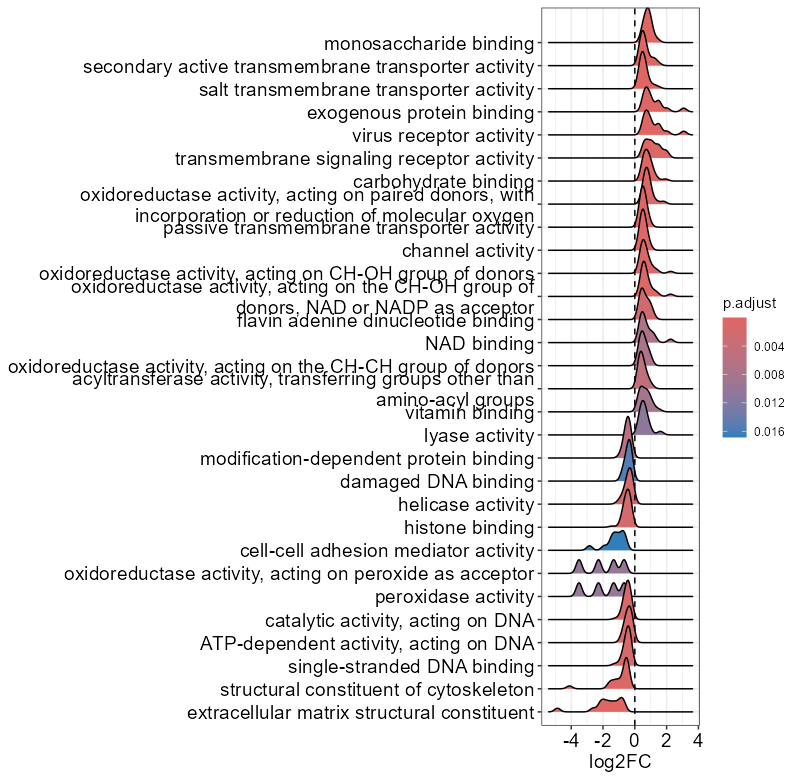 monosaccharide binding
secondary active transmembrane transporter activity
salt transmembrane transporter activity
exogenous protein binding
virus receptor activity
transmembrane signaling receptor activity
carbohydrate binding
oxidoreductase activity, acting on paired donors, with
incorporation or reduction of molecular oxygen
passive transmembrane transporter activity
channel activity
oxidoreductase activity, acting on CH-OH group of donors
oxidoreductase activity, acting on the CH-OH group of
donors, NAD or NADP as acceptor
flavin adenine dinucleotide binding
NAD binding
oxidoreductase activity, acting on the CH-CH group of donors
acyltransferase activity, transferring groups other than
amino-acyl groups
vitamin binding
lyase activity
modification-dependent protein binding
damaged DNA binding
helicase activity
histone binding
cell-cell adhesion mediator activity
oxidoreductase activity, acting on peroxide as acceptor
peroxidase activity
catalytic activity, acting on DNA
ATP-dependent activity, acting on DNA
single-stranded DNA binding
structural constituent of cytoskeleton
extracellular matrix structural constituent
-4 -2 0 2 4
log2FC
p.adjust
0.004
0.008
0.012
0.016